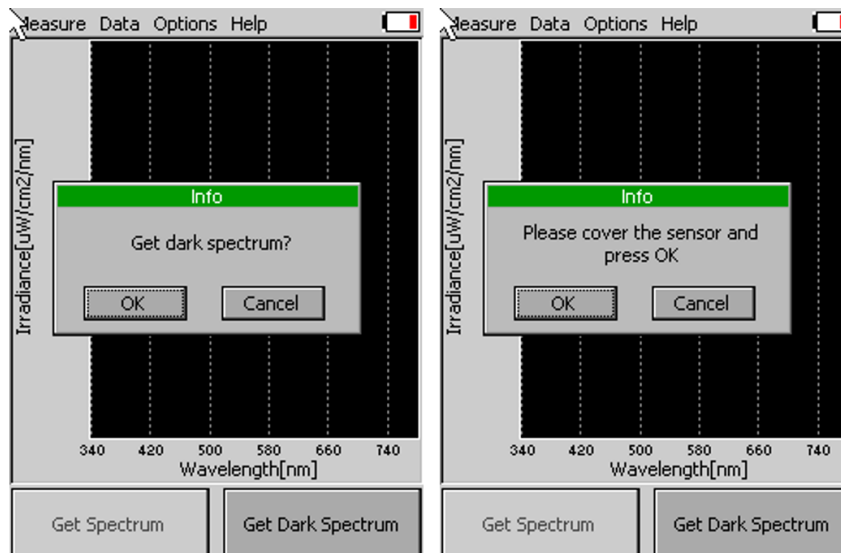 Measure Data Options Help
Irradiance[uW/cm2/nm]
Info
Get dark spectrum?
OK Cancel
340 420 500 580 660 740
Wavelength[nm]
Get Spectrum Get Dark Spectrum
Measure Data Options Help
Irradiance[uW/cm2/nm]
Info
Please cover the sensor and
press OK
OK Cancel
340 420 500 580 660 740
Wavelength[nm]
Get Spectrum Get Dark Spectrum